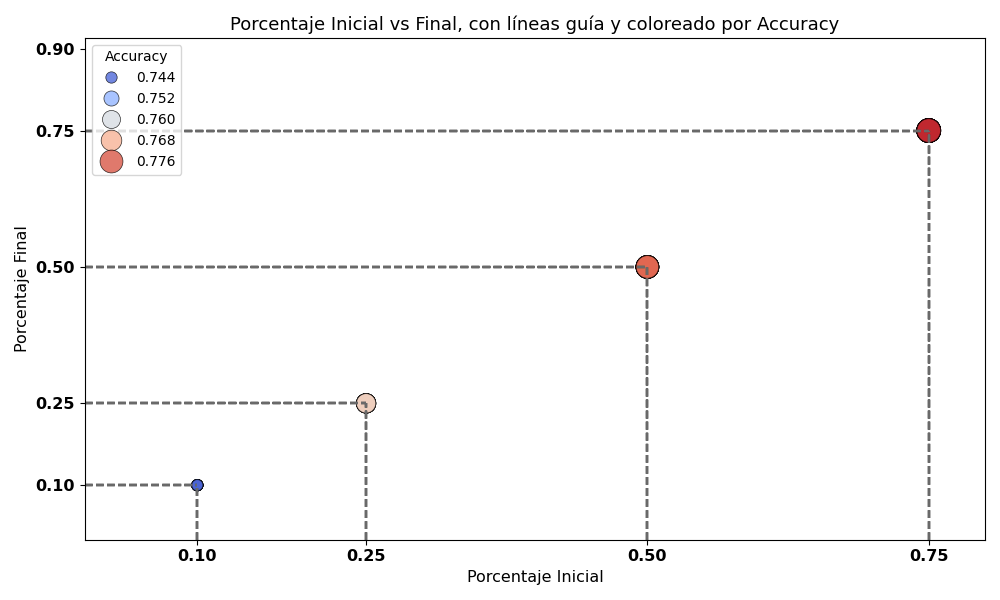 Porcentaje Inicial vs Final, con líneas guía y coloreado por Accuracy
Accuracy
0.744
0.752
0.760
0.768
0.776
Porcentaje Final
0.90
0.75
0.50
0.25
0.10
0.10 0.25 0.50 0.75
Porcentaje Inicial